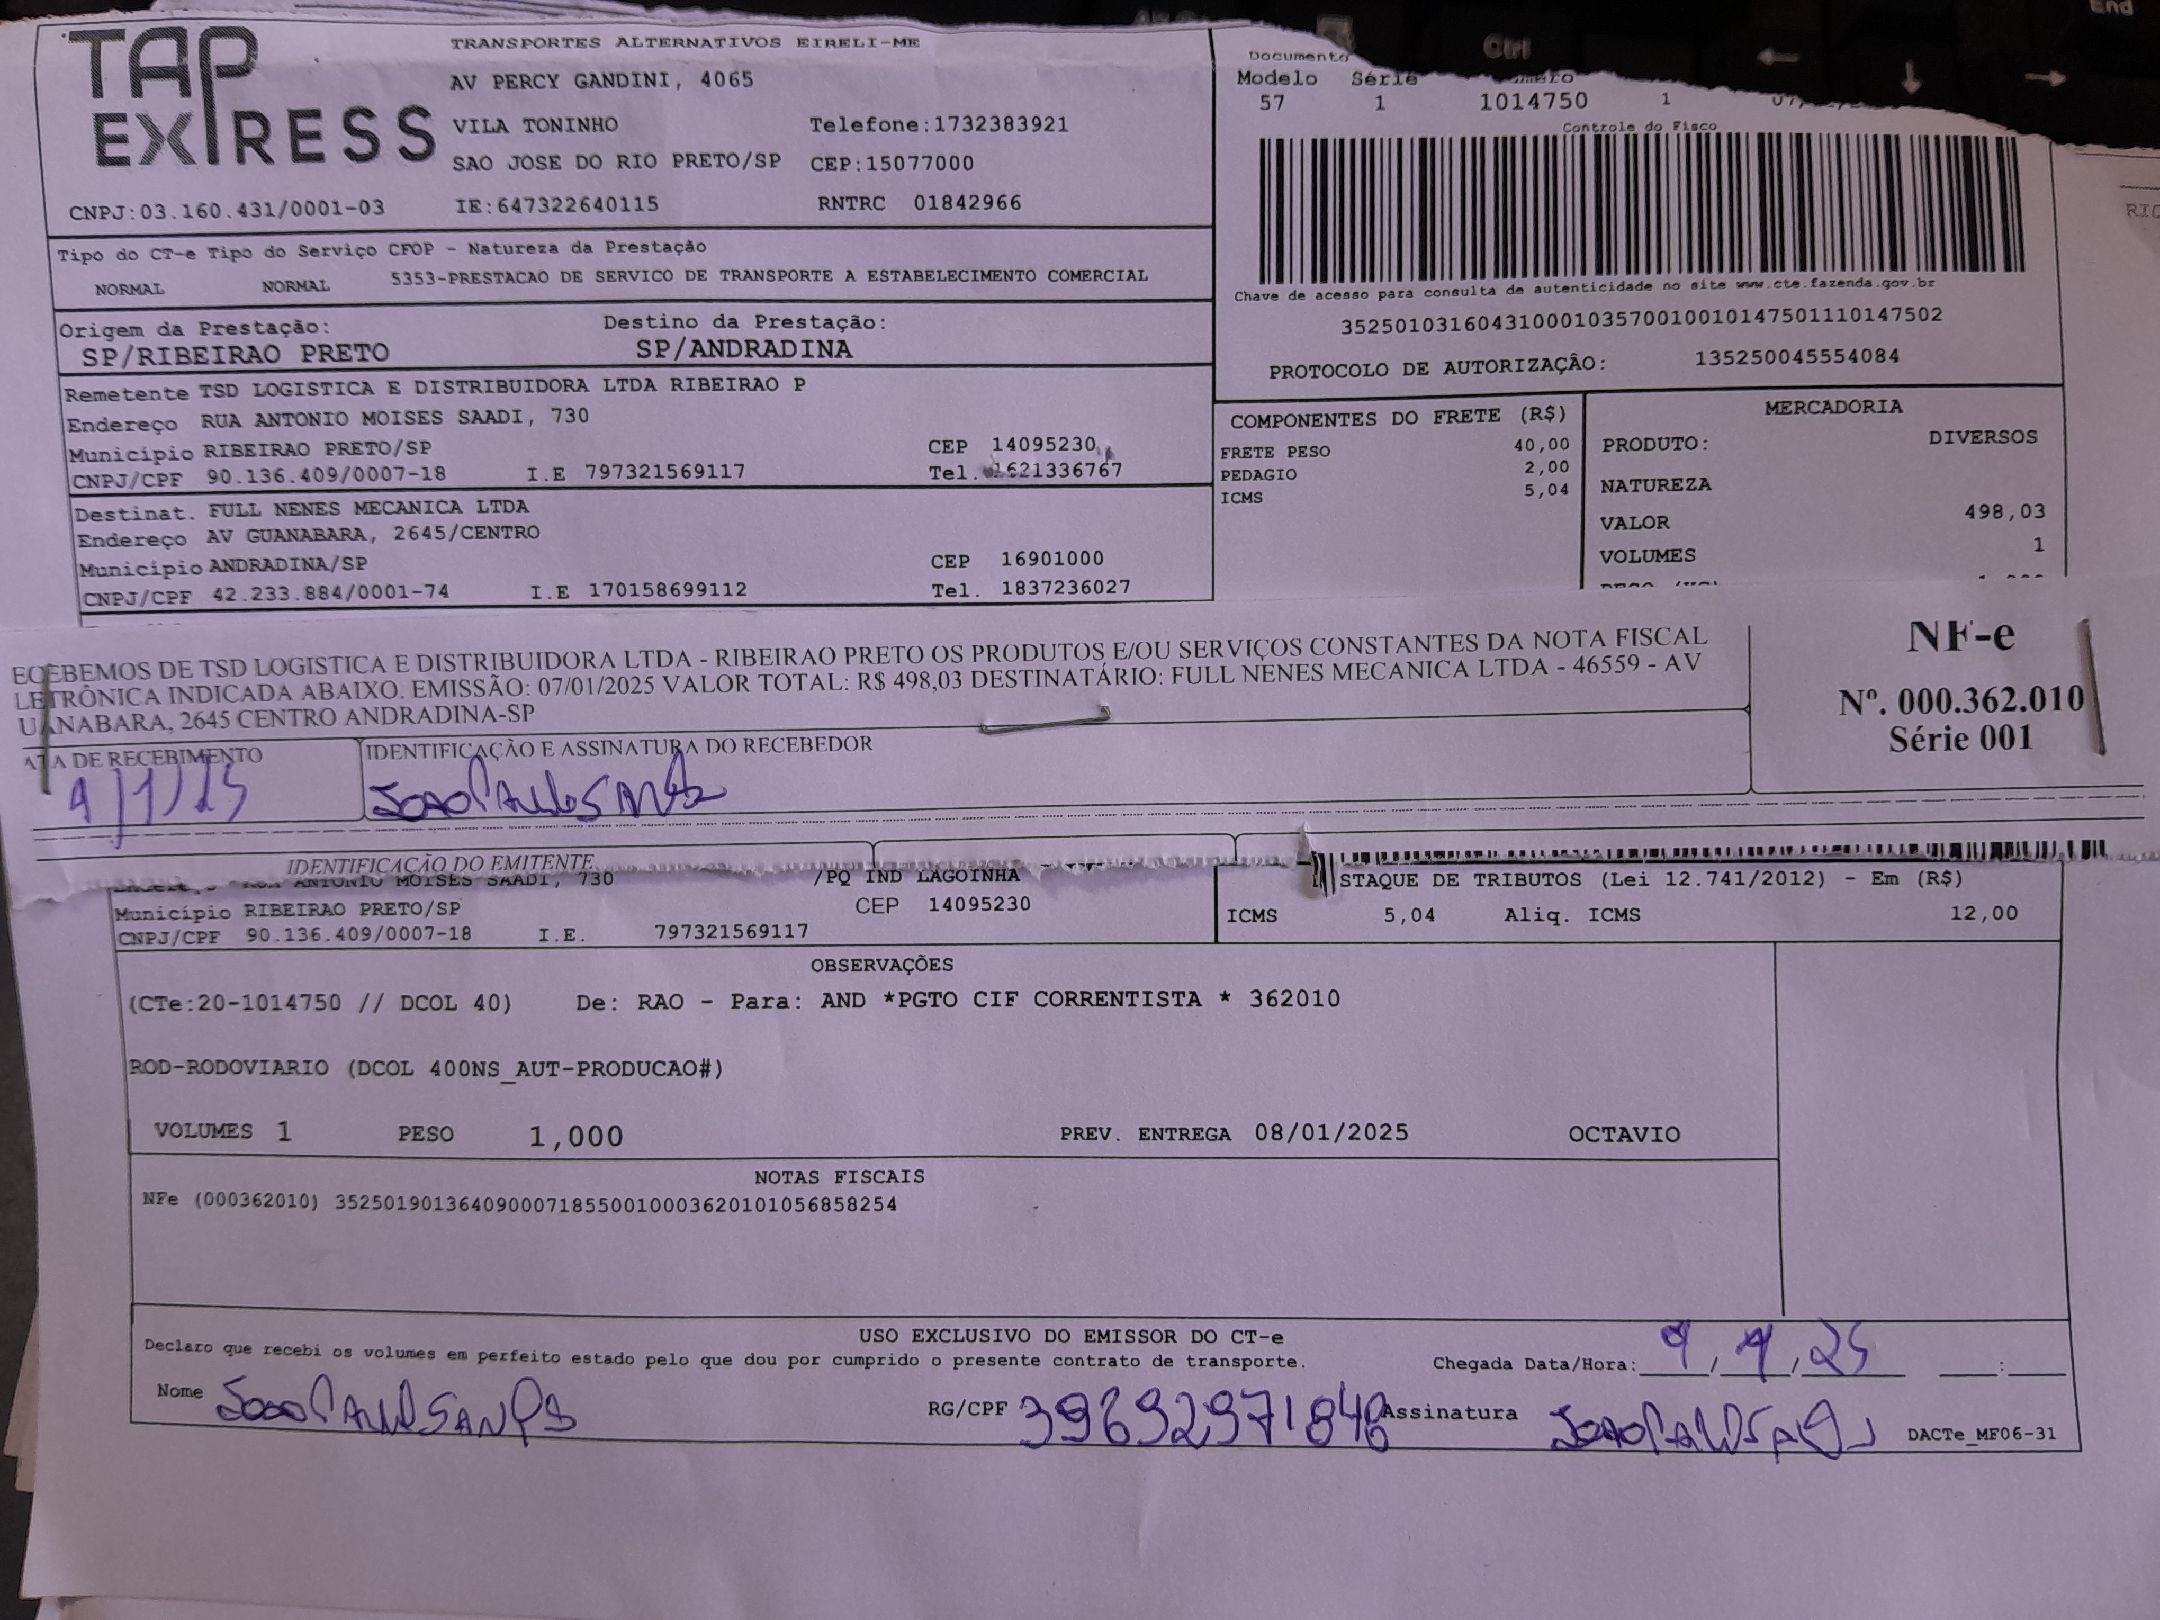 TAP
EXPRESS
TRANSPORTES ALTERNATIVOS EIRELI-ME
AV PERCY GANDINI, 4065
VILA TONINHO Telefone:1732383921
SAO JOSE DO RIO PRETO/SP CEP:15077000
CNPJ:03.160.431/0001-03 IE:647322640115 RNTRC 01842966
Documento
Modelo Série
57 1 1014750 1
Controle do Fisco
Chave de acesso para consulta de autenticidade no site www.cte.fazenda.gov.br
35250103160431000103570010010147501110147502
PROTOCOLO DE AUTORIZAÇÃO: 135250045554084
Tipo do CT-e Tipo do Serviço CFOP - Natureza da Prestação
NORMAL NORMAL 5353-PRESTACAO DE SERVICO DE TRANSPORTE A ESTABELECIMENTO COMERCIAL
Origem da Prestação: Destino da Prestação:
SP/RIBEIRAO PRETO SP/ANDRADINA
Remetente TSD LOGISTICA E DISTRIBUIDORA LTDA RIBEIRAO P
Endereço RUA ANTONIO MOISES SAADI, 730
Município RIBEIRAO PRETO/SP CEP 14095230
CNPJ/CPF 90.136.409/0007-18 I.E 797321569117 Tel. 1621336767
Destinat. FULL NENES MECANICA LTDA
Endereço AV GUANABARA, 2645/CENTRO
Município ANDRADINA/SP CEP 16901000
CNPJ/CPF 42.233.884/0001-74 I.E 170158699112 Tel. 1837236027
COMPONENTES DO FRETE (R$)
FRETE PESO 40,00
PEDAGIO 2,00
ICMS 5,04
MERCADORIA
PRODUTO: DIVERSOS
NATUREZA
VALOR 498,03
VOLUMES 1
ECEBEMOS DE TSD LOGISTICA E DISTRIBUIDORA LTDA - RIBEIRAO PRETO OS PRODUTOS E/OU SERVIÇOS CONSTANTES DA NOTA FISCAL
LETRÔNICA INDICADA ABAIXO. EMISSÃO: 07/01/2025 VALOR TOTAL: R$ 498,03 DESTINATÁRIO: FULL NENES MECANICA LTDA - 46559 - AV
UANABARA, 2645 CENTRO ANDRADINA-SP
NF-e
Nº. 000.362.010
Série 001
ATA DE RECEBIMENTO IDENTIFICAÇÃO E ASSINATURA DO RECEBEDOR
IDENTIFICAÇÃO DO EMITENTE
RUA ANTONIO MOISES SAADI, 730 /PQ IND LAGOINHA
Município RIBEIRAO PRETO/SP CEP 14095230
CNPJ/CPF 90.136.409/0007-18 I.E. 797321569117
STAQUE DE TRIBUTOS (Lei 12.741/2012) - Em (R$)
ICMS 5,04 Aliq. ICMS 12,00
OBSERVAÇÕES
(CTe:20-1014750 // DCOL 40) De: RAO - Para: AND *PGTO CIF CORRENTISTA * 362010
ROD-RODOVIARIO (DCOL 400NS_AUT-PRODUCAO#)
VOLUMES 1 PESO 1,000 PREV. ENTREGA 08/01/2025 OCTAVIO
NOTAS FISCAIS
NFe (000362010) 35250190136409000718550010003620101056858254
USO EXCLUSIVO DO EMISSOR DO CT-e
Declaro que recebi os volumes em perfeito estado pelo que dou por cumprido o presente contrato de transporte. Chegada Data/Hora:
Nome RG/CPF 39692971846 Assinatura DACTe_MF06-31